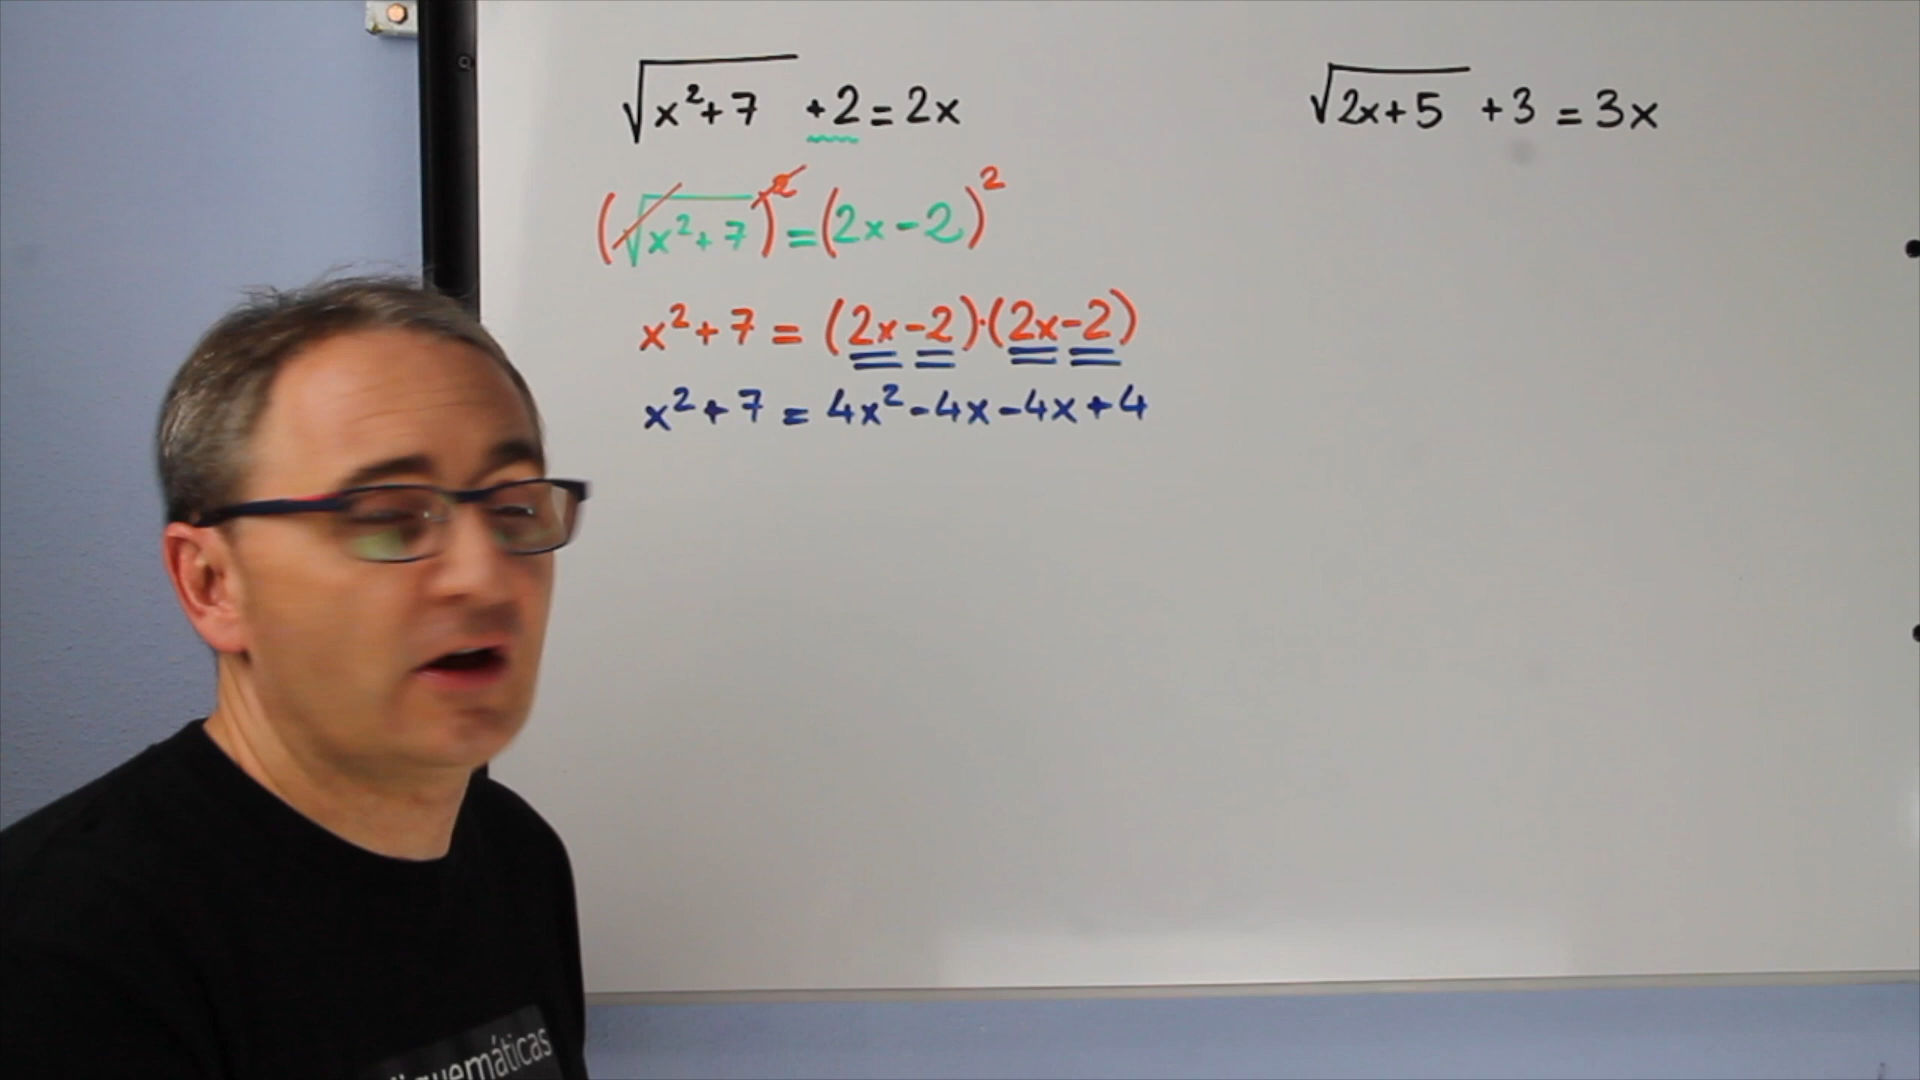 √(x²+7) +2=2x
(√(x²+7))²=(2x-2)²
x²+7 = (2x-2)·(2x-2)
x²+7 = 4x²-4x-4x+4
√(2x+5) +3=3x